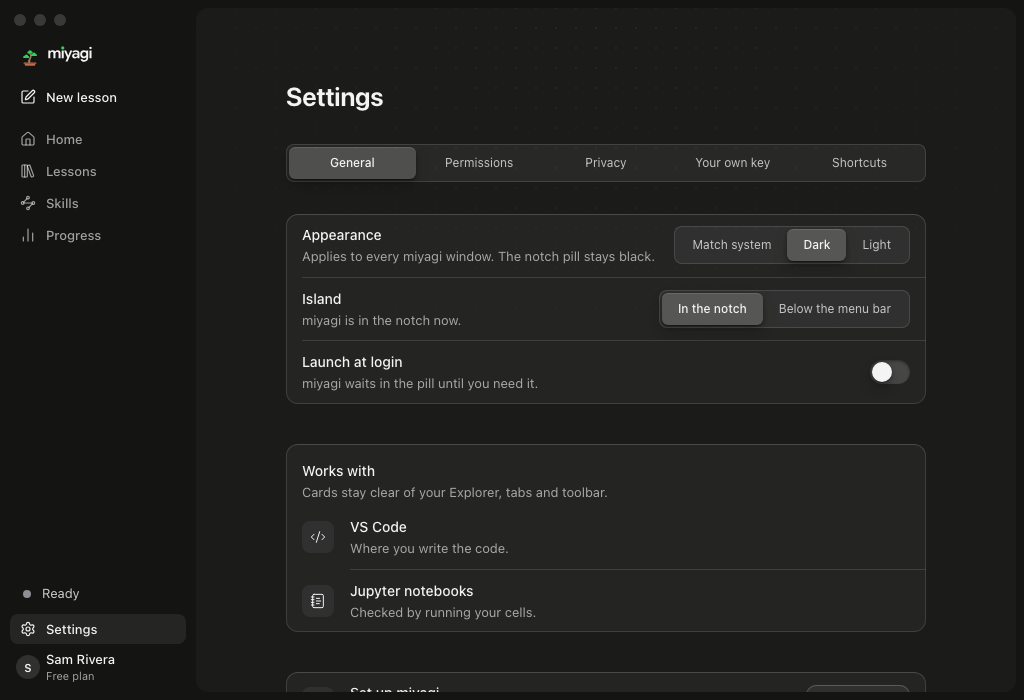 miyagi
New lesson
Home
Lessons
Skills
Progress
Ready
Settings
S
Sam Rivera
Free plan
Settings
General
Permissions
Privacy
Your own key
Shortcuts
Appearance
Applies to every miyagi window. The notch pill stays black.
Match system
Dark
Light
Island
miyagi is in the notch now.
In the notch
Below the menu bar
Launch at login
miyagi waits in the pill until you need it.
Works with
Cards stay clear of your Explorer, tabs and toolbar.
VS Code
Where you write the code.
Jupyter notebooks
Checked by running your cells.
Set up miyagi